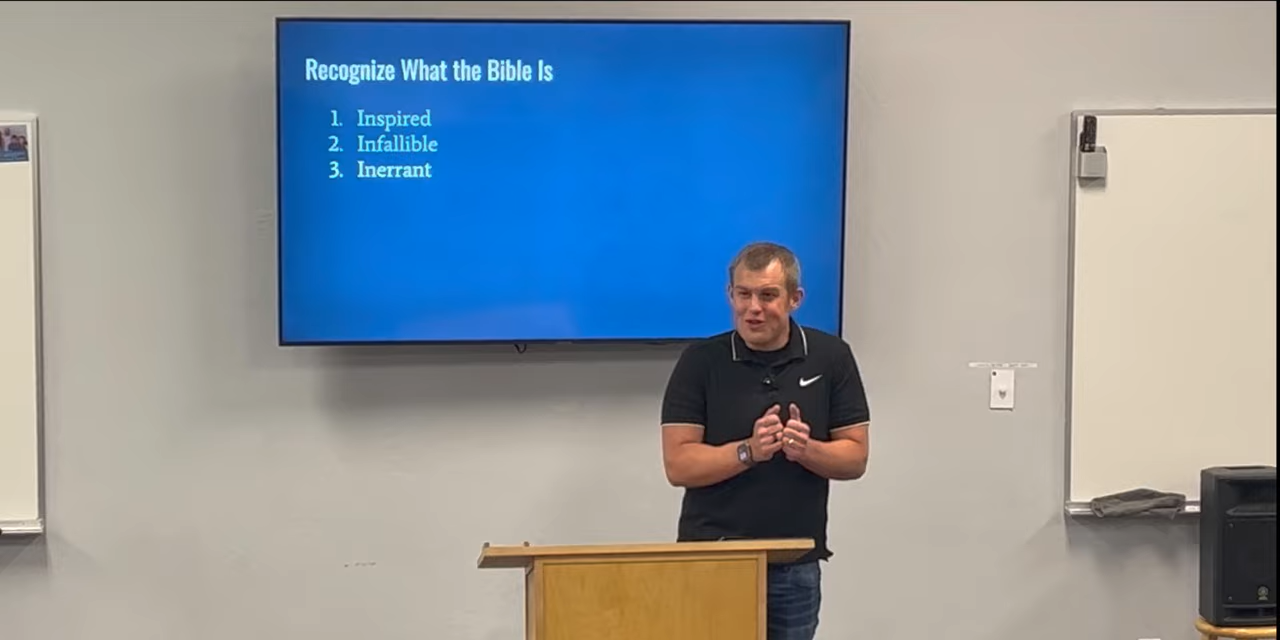 Recognize What the Bible Is
1. Inspired
2. Infallible
3. Inerrant